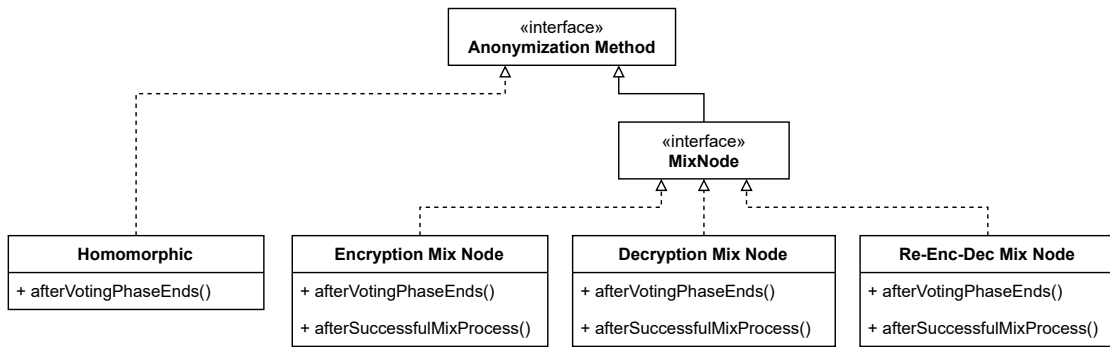 «interface»
Anonymization Method
«interface»
MixNode
Homomorphic
+ afterVotingPhaseEnds()
Encryption Mix Node
+ afterVotingPhaseEnds()
+ afterSuccessfulMixProcess()
Decryption Mix Node
+ afterVotingPhaseEnds()
+ afterSuccessfulMixProcess()
Re-Enc-Dec Mix Node
+ afterVotingPhaseEnds()
+ afterSuccessfulMixProcess()